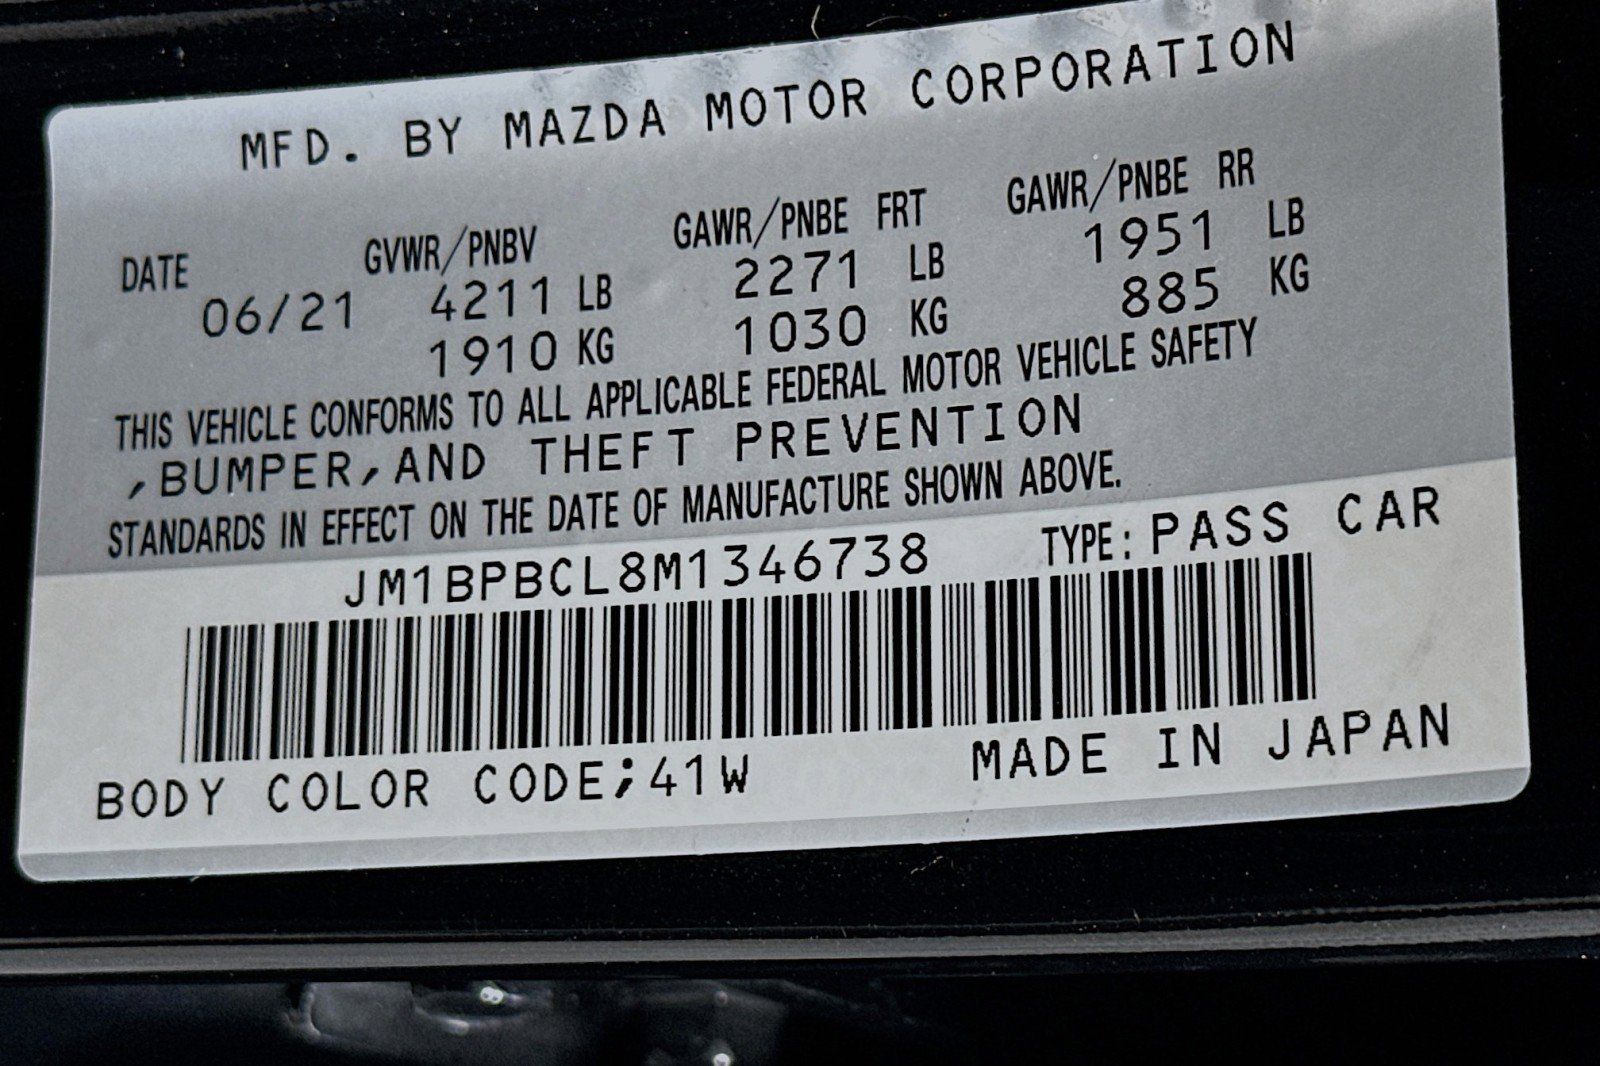 MFD. BY MAZDA MOTOR CORPORATION
DATE GVWR/PNBV GAWR/PNBE FRT GAWR/PNBE RR
06/21 4211 LB 2271 LB 1951 LB
1910 KG 1030 KG 885 KG
THIS VEHICLE CONFORMS TO ALL APPLICABLE FEDERAL MOTOR VEHICLE SAFETY
,BUMPER,AND THEFT PREVENTION
STANDARDS IN EFFECT ON THE DATE OF MANUFACTURE SHOWN ABOVE.
JM1BPBCL8M1346738 TYPE: PASS CAR
BODY COLOR CODE;41W MADE IN JAPAN